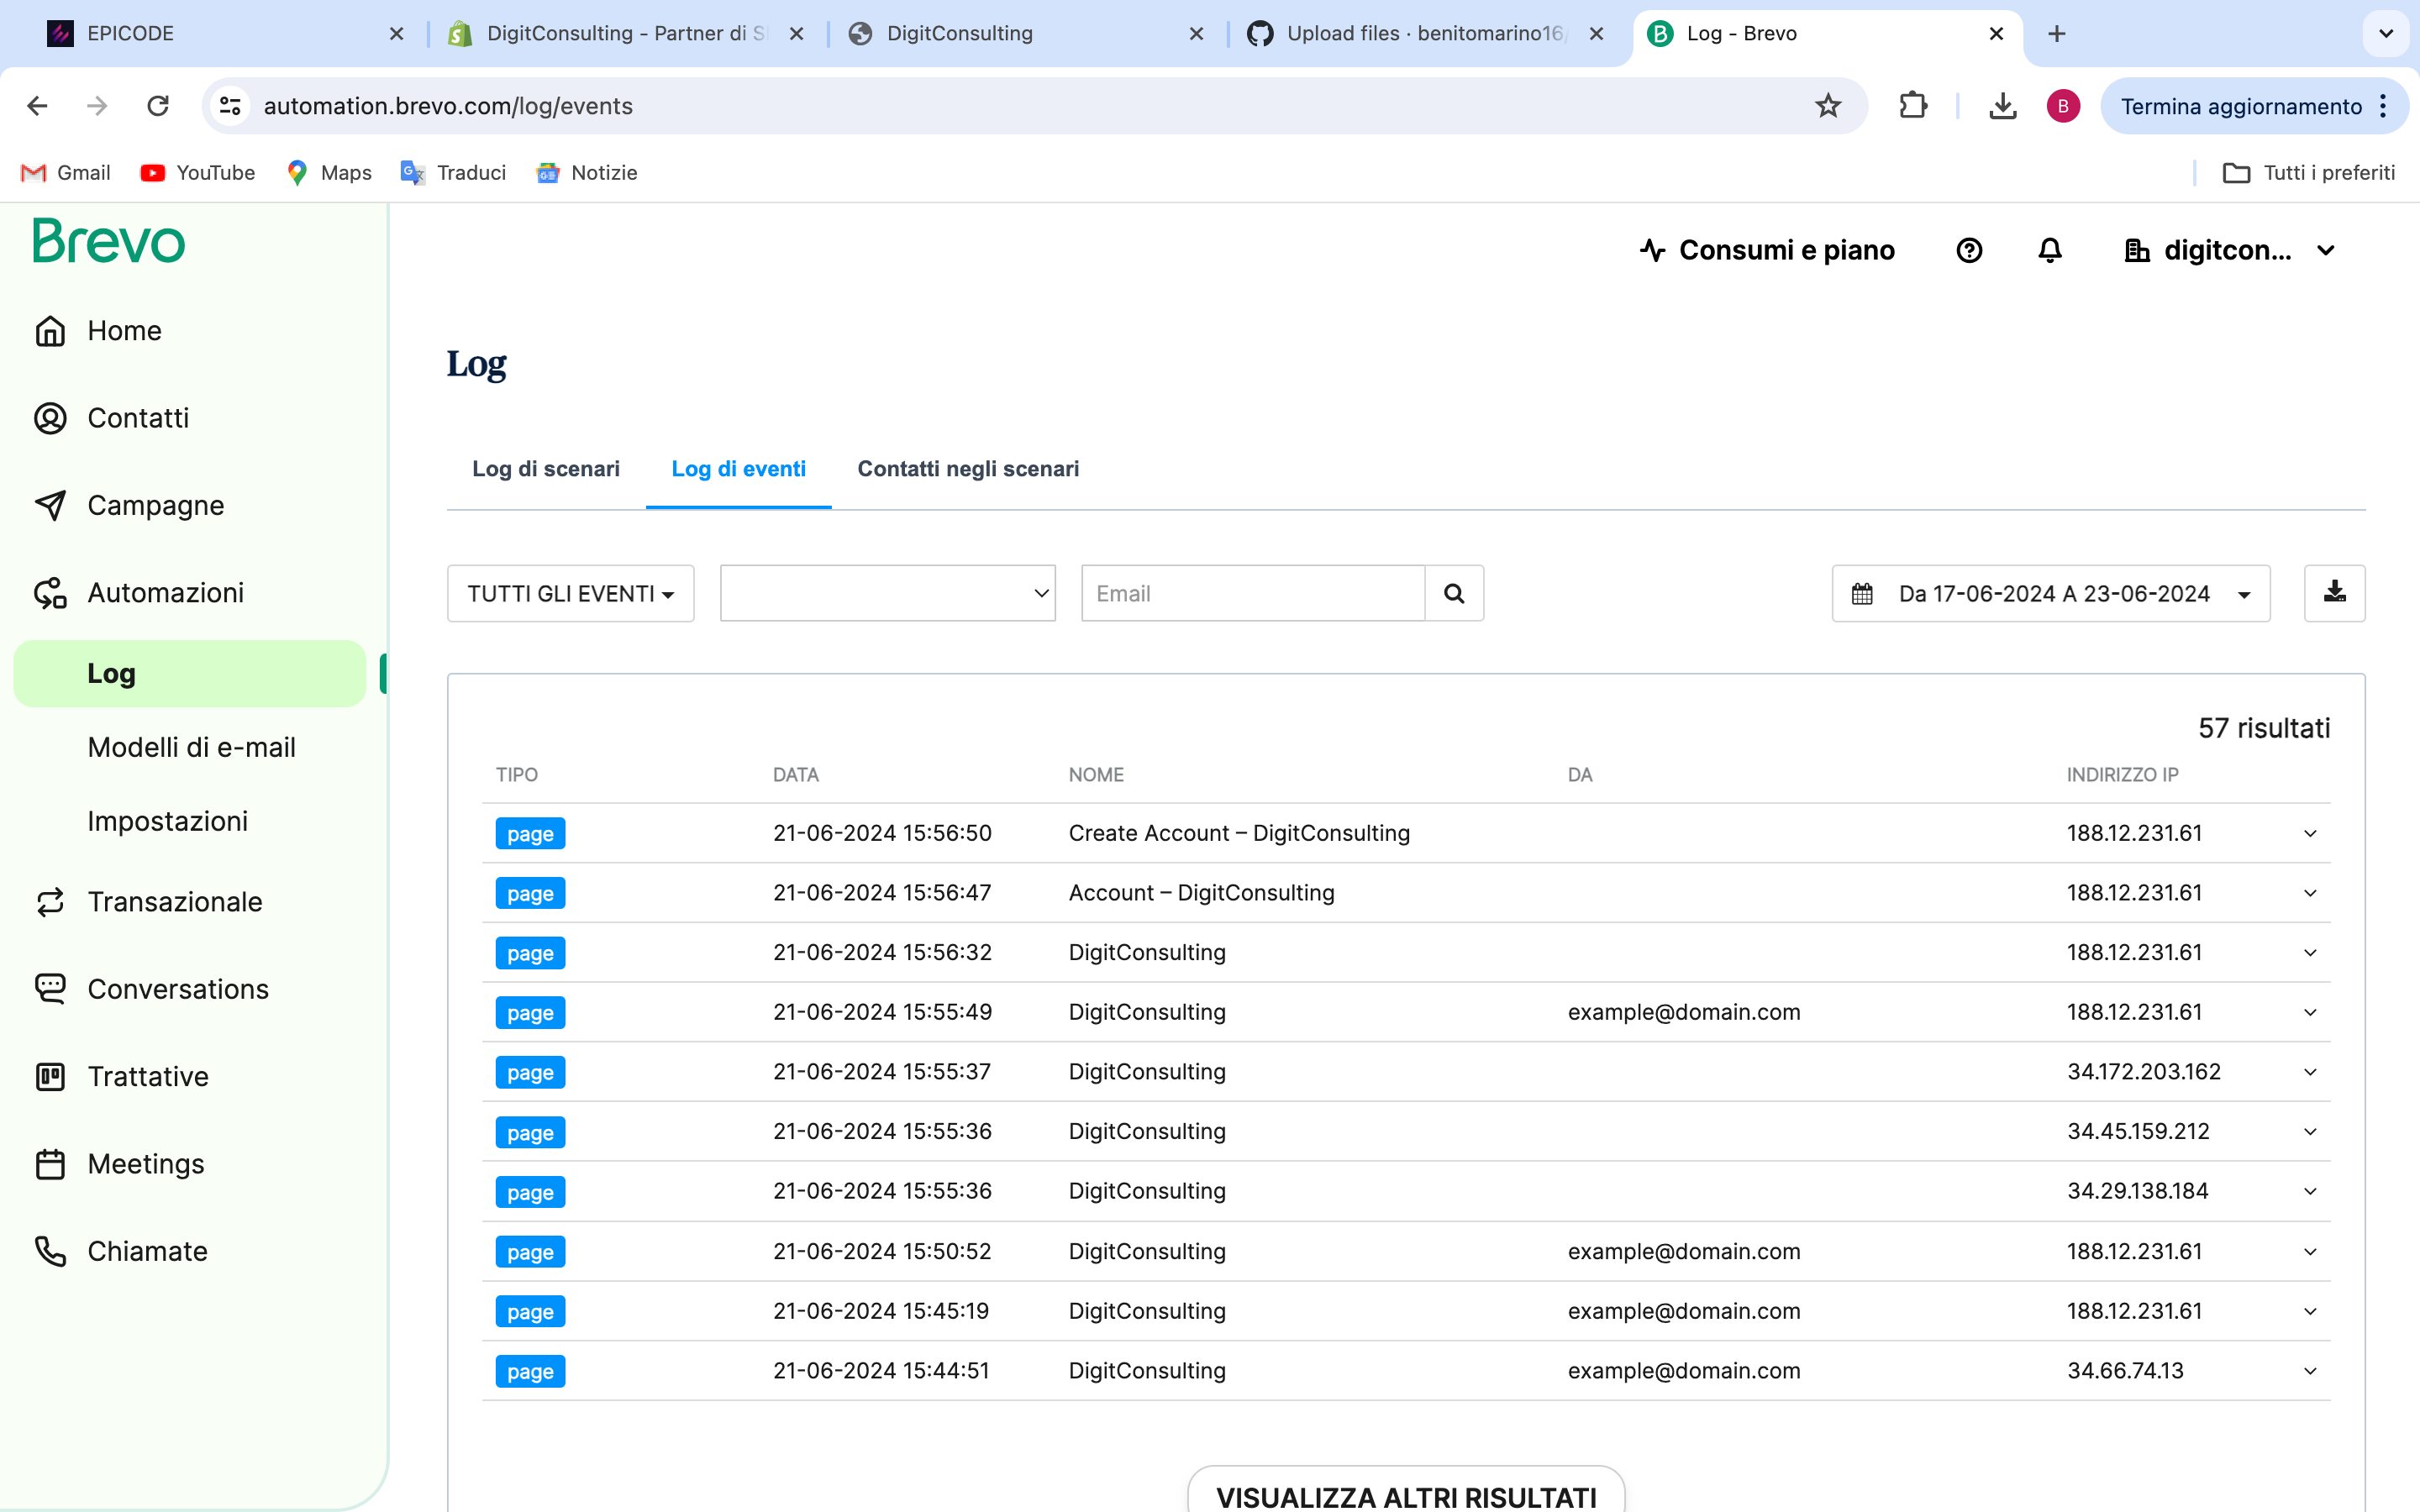 EPICODE
DigitConsulting - Partner di S
DigitConsulting
Upload files · benitomarino16/
Log - Brevo
automation.brevo.com/log/events
B
Termina aggiornamento
Gmail
YouTube
Maps
Traduci
Notizie
Tutti i preferiti
Brevo
Consumi e piano
digitcon...
Home
Contatti
Campagne
Automazioni
Log
Modelli di e-mail
Impostazioni
Transazionale
Conversations
Trattative
Meetings
Chiamate
Log
Log di scenari Log di eventi Contatti negli scenari
TUTTI GLI EVENTI Email Da 17-06-2024 A 23-06-2024
57 risultati
TIPO DATA NOME DA INDIRIZZO IP
page 21-06-2024 15:56:50 Create Account – DigitConsulting 188.12.231.61
page 21-06-2024 15:56:47 Account – DigitConsulting 188.12.231.61
page 21-06-2024 15:56:32 DigitConsulting 188.12.231.61
page 21-06-2024 15:55:49 DigitConsulting example@domain.com 188.12.231.61
page 21-06-2024 15:55:37 DigitConsulting 34.172.203.162
page 21-06-2024 15:55:36 DigitConsulting 34.45.159.212
page 21-06-2024 15:55:36 DigitConsulting 34.29.138.184
page 21-06-2024 15:50:52 DigitConsulting example@domain.com 188.12.231.61
page 21-06-2024 15:45:19 DigitConsulting example@domain.com 188.12.231.61
page 21-06-2024 15:44:51 DigitConsulting example@domain.com 34.66.74.13
VISUALIZZA ALTRI RISULTATI